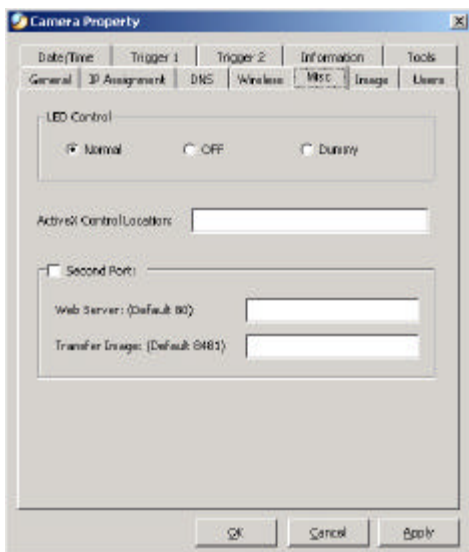 Camera Property
Date/Time Trigger 1 Trigger 2 Information Tools
General IP Assignment DNS Wireless Misc Image Users
LED Control
Normal OFF Dummy
ActiveX Control Location:
Second Port:
Web Server: (Default 80)
Transfer Image: (Default 8481)
OK Cancel Apply